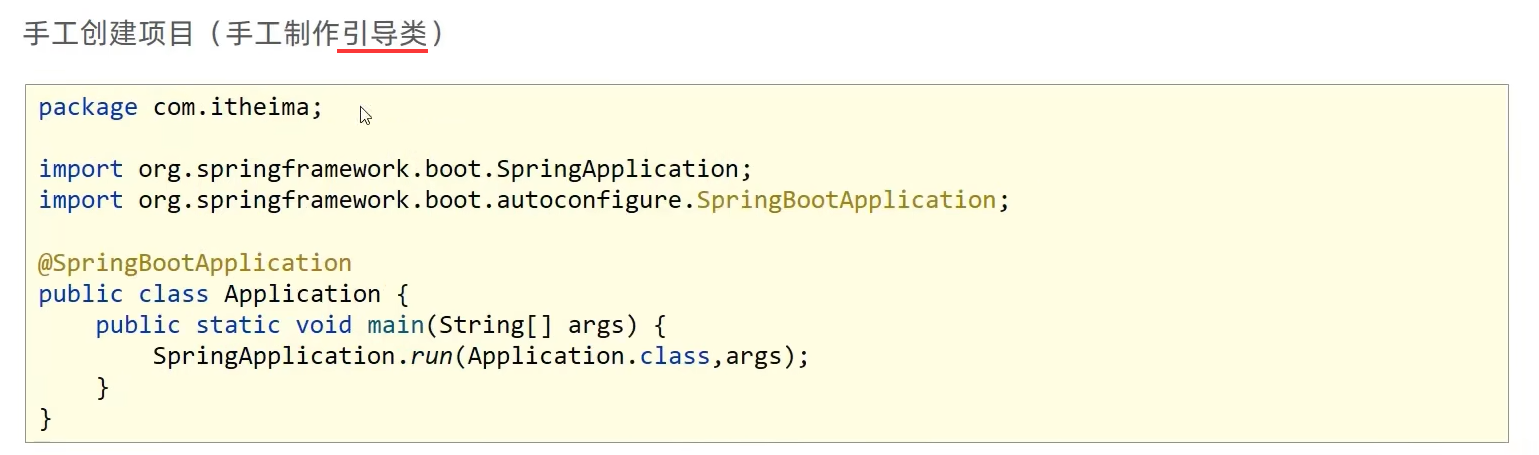 手工创建项目（手工制作引导类）
package com.itheima;
import org.springframework.boot.SpringApplication;
import org.springframework.boot.autoconfigure.SpringBootApplication;
@SpringBootApplication
public class Application {
    public static void main(String[] args) {
        SpringApplication.run(Application.class,args);
    }
}